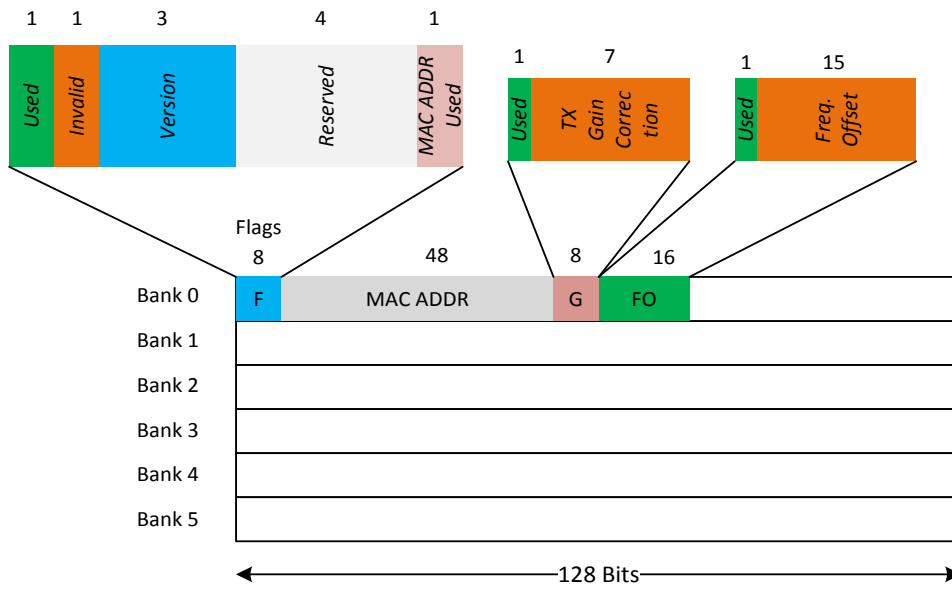 1 1 3 4 1
Used
Invalid
Version
Reserved
MAC ADDR
Used
1 7
Used
TX
Gain
Correc
tion
1 15
Used
Freq.
Offset
Flags
8 48 8 16
Bank 0 F MAC ADDR G FO
Bank 1
Bank 2
Bank 3
Bank 4
Bank 5
128 Bits